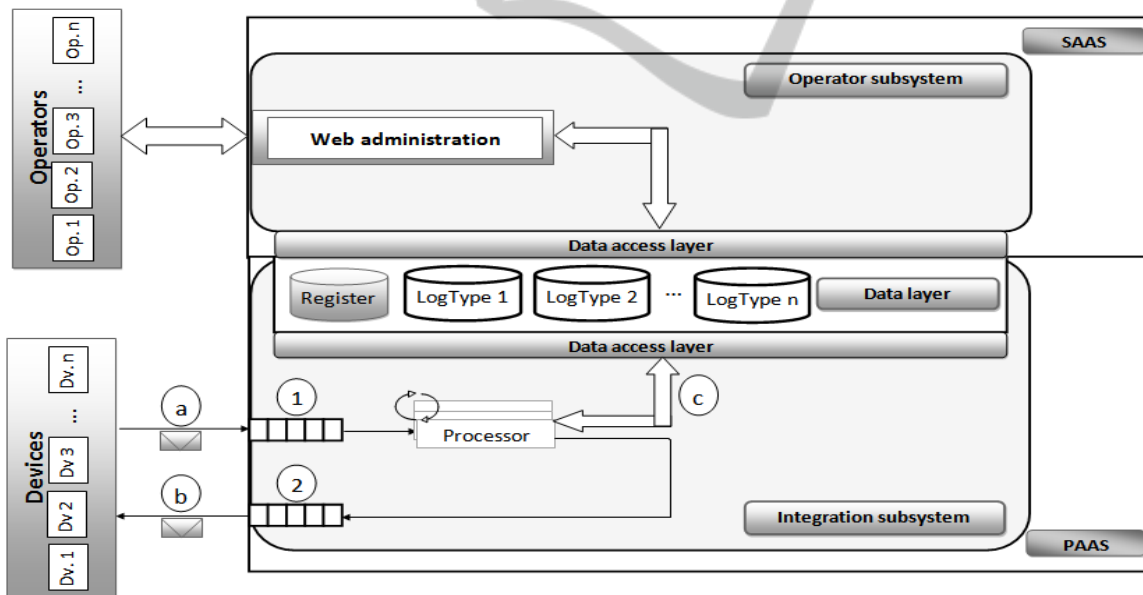 SAAS
Operator subsystem
Operators
Op. 1
Op. 2
Op. 3
...
Op. n
Web administration
Data access layer
Register
LogType 1
LogType 2
...
LogType n
Data layer
Data access layer
Devices
Dv. 1
Dv 2
Dv 3
...
Dv. n
a
1
Processor
c
b
2
Integration subsystem
PAAS